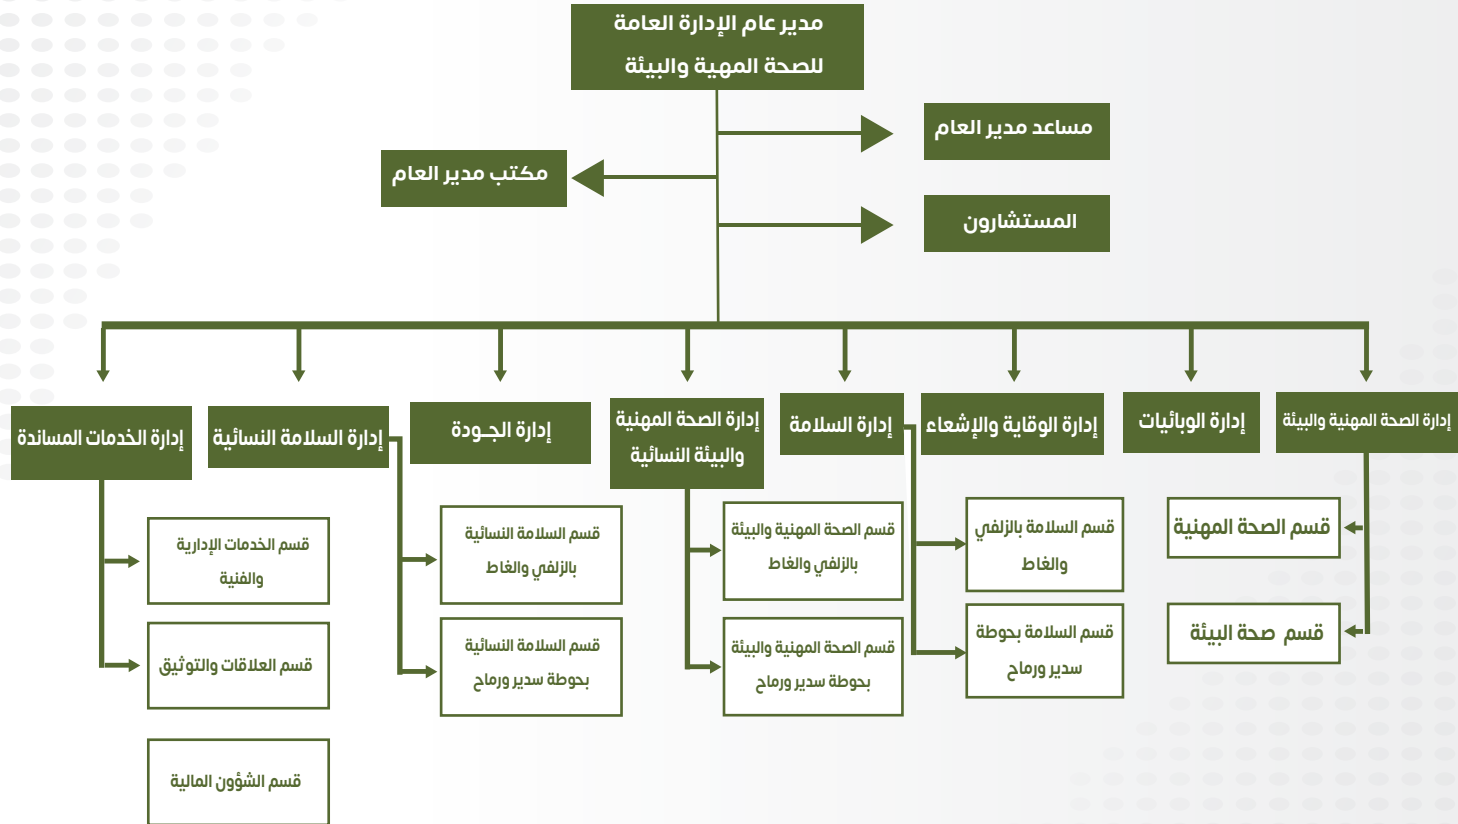 مدير عام الإدارة العامة
للصحة المهية والبيئة
مساعد مدير العام
مكتب مدير العام
المستشارون
إدارة الصحة المهنية والبيئة
إدارة الوبائيات
إدارة الوقاية والإشعاء
إدارة السلامة
إدارة الصحة المهنية
والبيئة النسائية
إدارة الجــودة
إدارة السلامة النسائية
إدارة الخدمات المساندة
قسم الصحة المهنية
قسم صحة البيئة
قسم السلامة بالزلفي
والغاط
قسم السلامة بحوطة
سدير ورماح
قسم الصحة المهنية والبيئة
بالزلفي والغاط
قسم الصحة المهنية والبيئة
بحوطة سدير ورماح
قسم السلامة النسائية
بالزلفي والغاط
قسم السلامة النسائية
بحوطة سدير ورماح
قسم الخدمات الإدارية
والفنية
قسم العلاقات والتوثيق
قسم الشؤون المالية